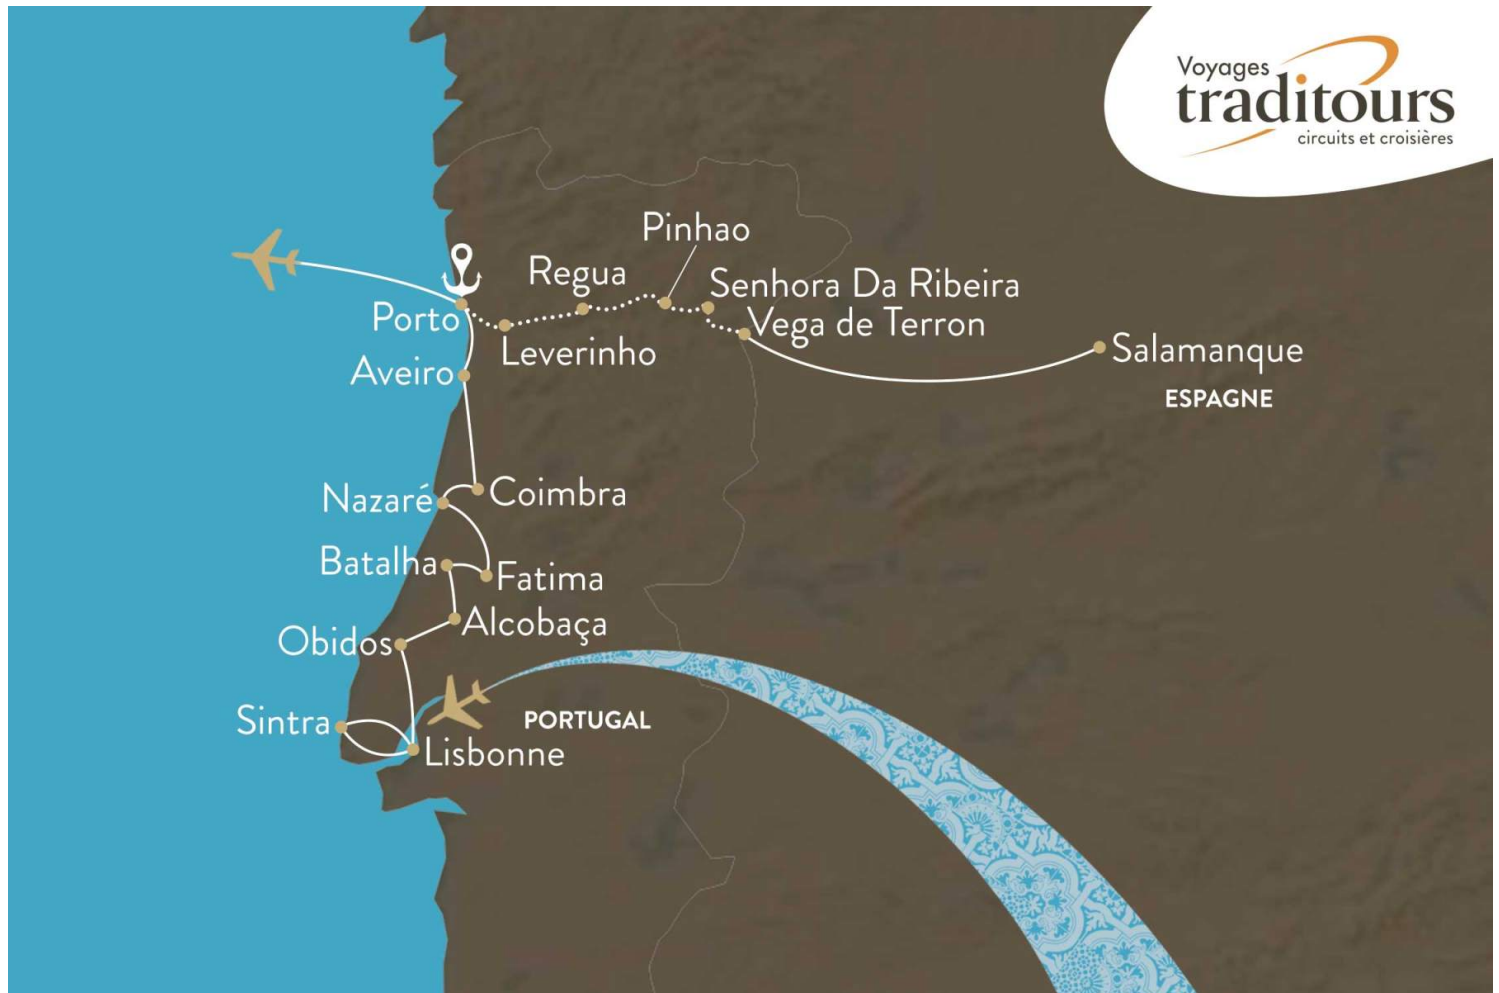 Voyages
traditours
circuits et croisières
Pinhao
Regua
Senhora Da Ribeira
Porto
Vega de Terron
Leverinho
Salamanque
Aveiro
ESPAGNE
Nazaré
Coimbra
Batalha
Fatima
Alcobaça
Obidos
Sintra
PORTUGAL
Lisbonne